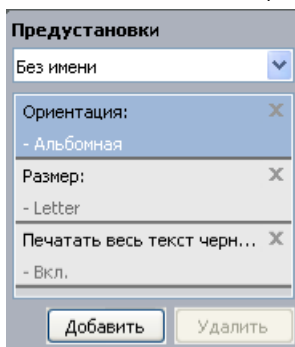 Предустановки
Без имени
Ориентация:
- Альбомная
Размер:
- Letter
Печатать весь текст черн...
- Вкл.
Добавить Удалить